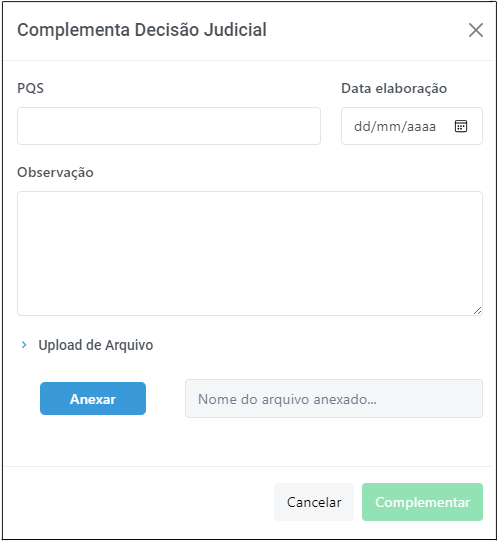 Complementa Decisão Judicial
PQS
Data elaboração
dd/mm/aaaa
Observação
Upload de Arquivo
Anexar
Nome do arquivo anexado...
Cancelar
Complementar